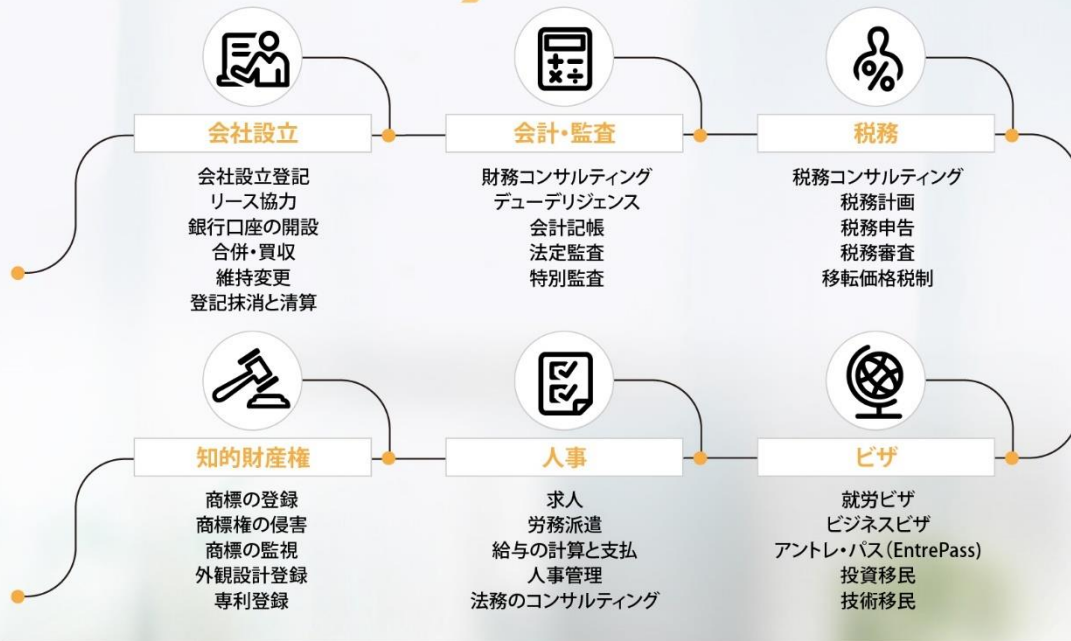 会社設立
会社設立登記
リース協力
銀行口座の開設
合併・買収
維持変更
登記抹消と清算
会計・監査
財務コンサルティング
デューデリジェンス
会計記帳
法定監査
特別監査
税務
税務コンサルティング
税務計画
税務申告
税務審査
移転価格税制
知的財産権
商標の登録
商標権の侵害
商標の監視
外観設計登録
専利登録
人事
求人
労務派遣
給与の計算と支払
人事管理
法務のコンサルティング
ビザ
就労ビザ
ビジネスビザ
アントレ・パス(EntrePass)
投資移民
技術移民